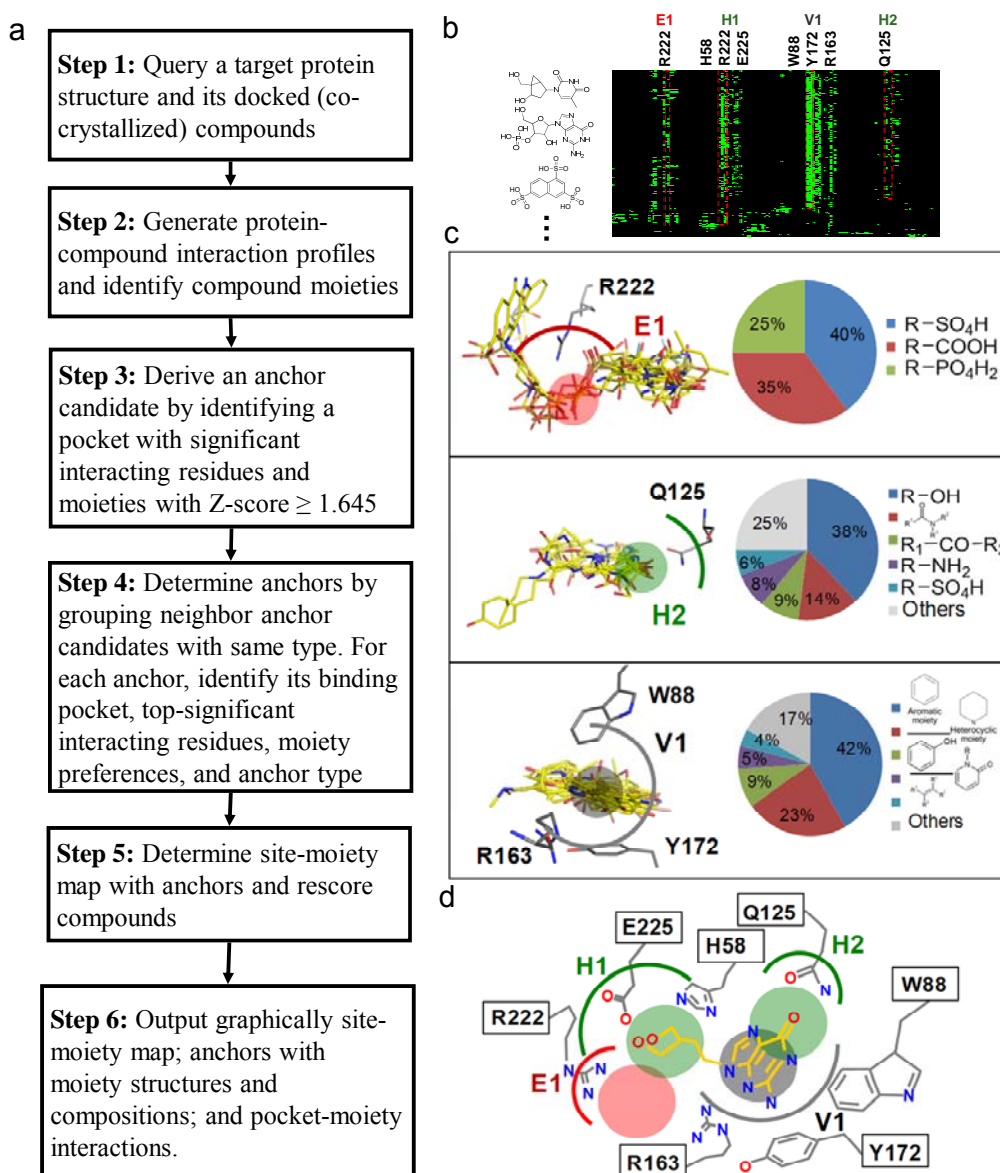 a
Step 1: Query a target protein
structure and its docked (co-
crystallized) compounds
Step 2: Generate protein-
compound interaction profiles
and identify compound moieties
Step 3: Derive an anchor
candidate by identifying a
pocket with significant
interacting residues and
moieties with Z-score ≥ 1.645
Step 4: Determine anchors by
grouping neighbor anchor
candidates with same type. For
each anchor, identify its binding
pocket, top-significant
interacting residues, moiety
preferences, and anchor type
Step 5: Determine site-moiety
map with anchors and rescore
compounds
Step 6: Output graphically site-
moiety map; anchors with
moiety structures and
compositions; and pocket-moiety
interactions.
b
E1 H1 V1 H2
R222 H58 R222 E225 W88 Y172 R163 Q125
c
R222
E1
25%
40%
35%
R-SO4H
R-COOH
R-PO4H2
Q125
H2
25%
38%
6%
8%
9%
14%
R-OH
R1-CO-R2
R-NH2
R-SO4H
Others
W88
V1
R163
Y172
17%
42%
4%
5%
9%
23%
Aromatic
moiety
Heterocyclic
moiety
OH
Others
d
Q125
E225
H58
H2
H1
W88
R222
E1
V1
R163
Y172